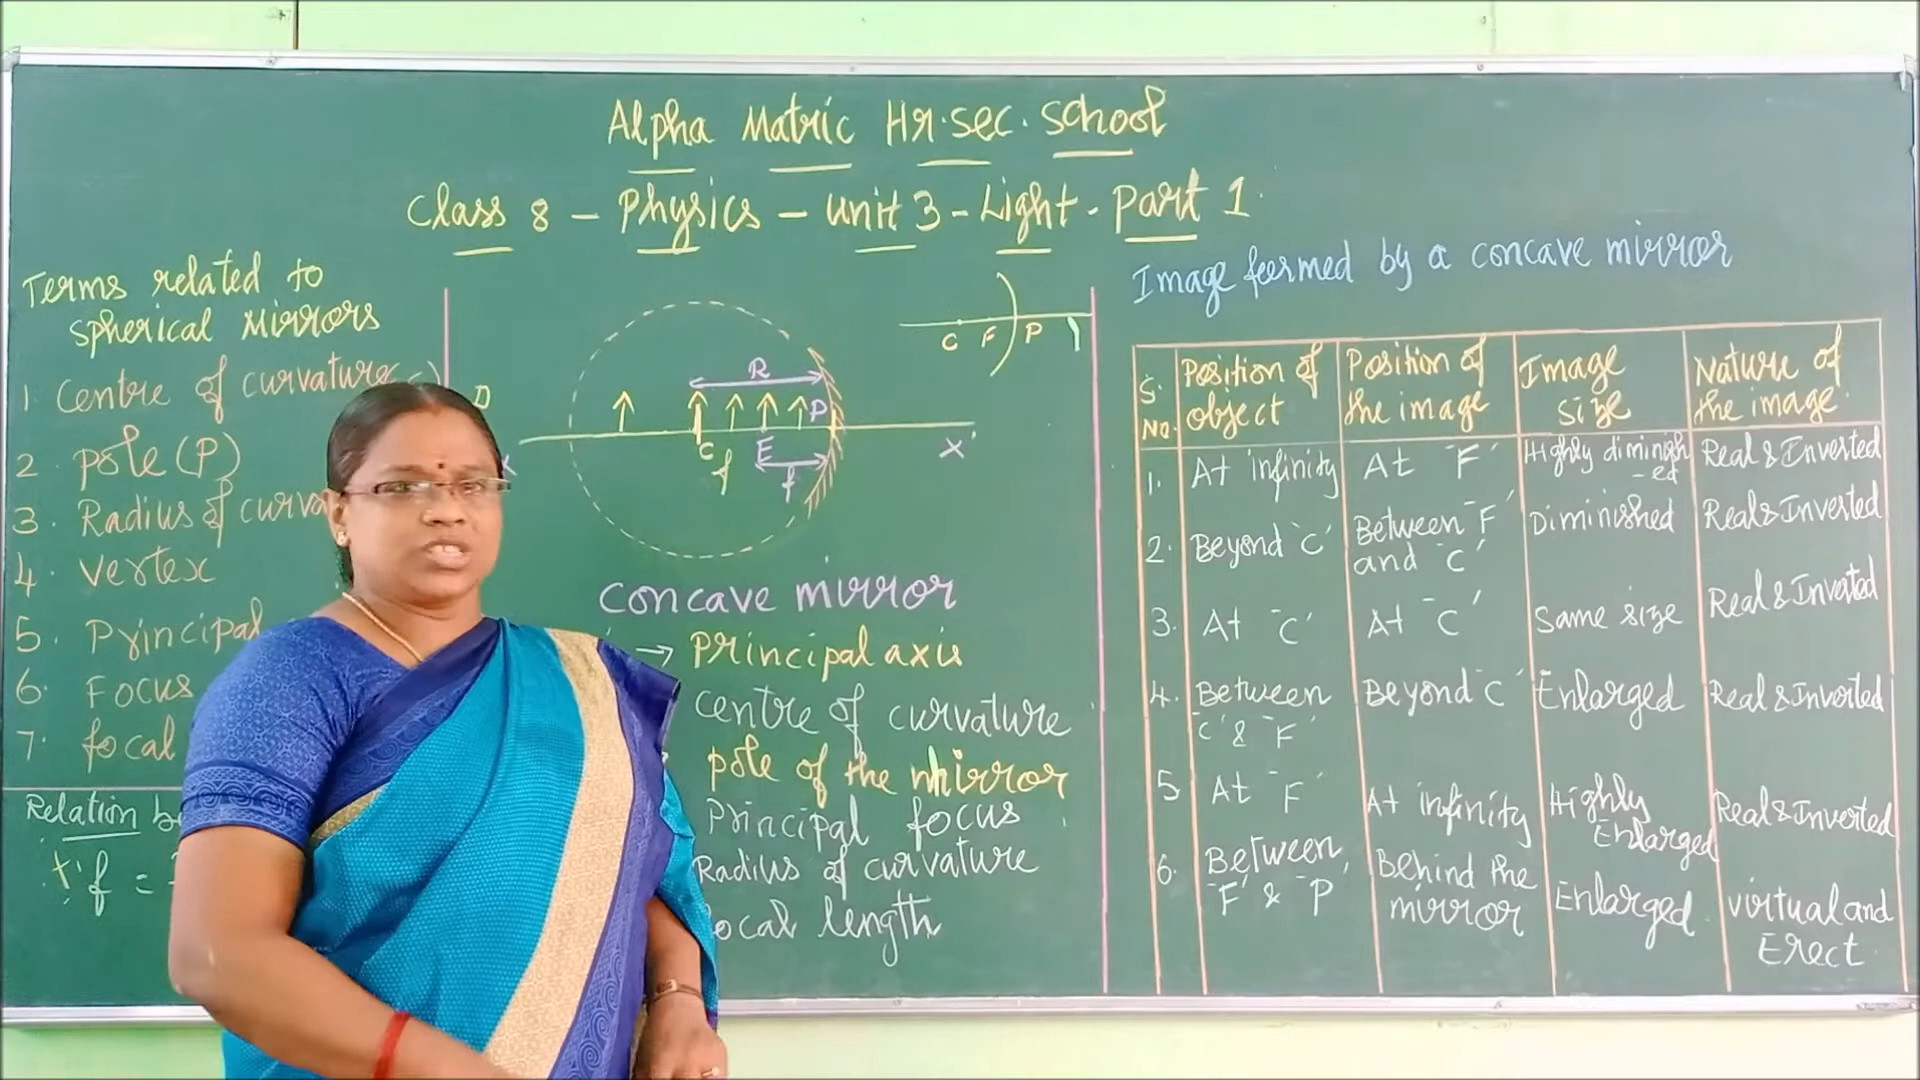 Alpha Matric Hr.sec. school
Class 8 - Physics - unit 3 - Light - Part 1
Terms related to
spherical Mirrors
1 Centre of curvature
2. pole (P)
3. Radius of curva
4. vertex
5. Principal
6. Focus
7. focal
Relation
f =
R
P
C
f
E
f
X'
C F P
concave mirror
→ Principal axis
centre of curvature
pole of the mirror
Principal focus
Radius of curvature
ocal length
Image formed by a concave mirror
S. No. Position of object Position of the image Image size Nature of the image
1. At infinity At "F" Highly diminish-ed Real & Inverted
2. Beyond "C" Between "F" and "C" Diminished Real & Inverted
3. At "C" At "C" Same size Real & Inverted
4. Between "C" & "F" Beyond "C" Enlarged Real & Inverted
5 At "F" At infinity Highly Enlarged Real & Inverted
6. Between "F" & "P" Behind the mirror Enlarged virtual and Erect